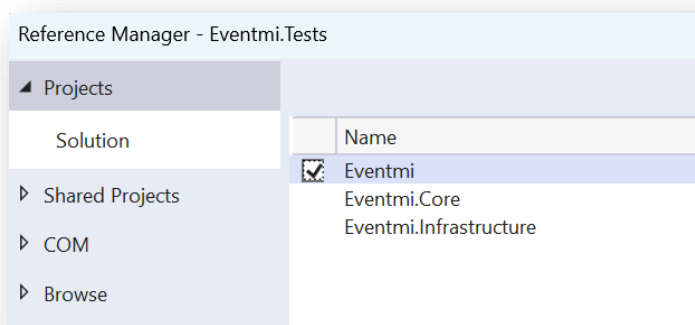 Reference Manager - Eventmi.Tests
Projects
Solution
Shared Projects
COM
Browse
Name
Eventmi
Eventmi.Core
Eventmi.Infrastructure